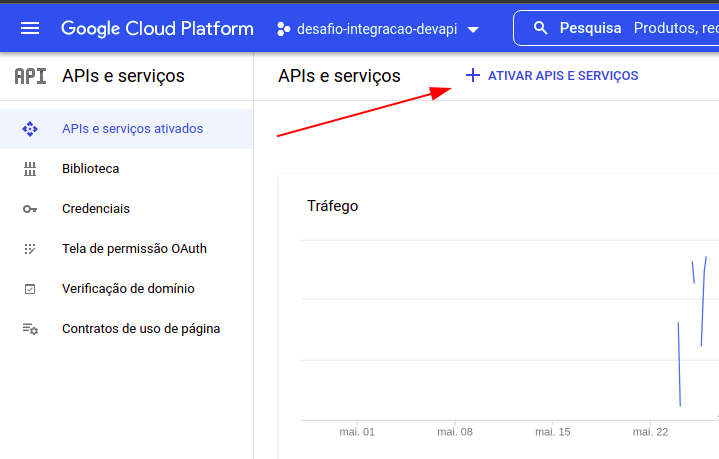 Google Cloud Platform
desafio-integracao-devapi
Pesquisa Produtos, rec
API APIs e serviços
APIs e serviços
ATIVAR APIS E SERVIÇOS
APIs e serviços ativados
Biblioteca
Credenciais
Tela de permissão OAuth
Verificação de domínio
Contratos de uso de página
Tráfego
mai. 01
mai. 08
mai. 15
mai. 22